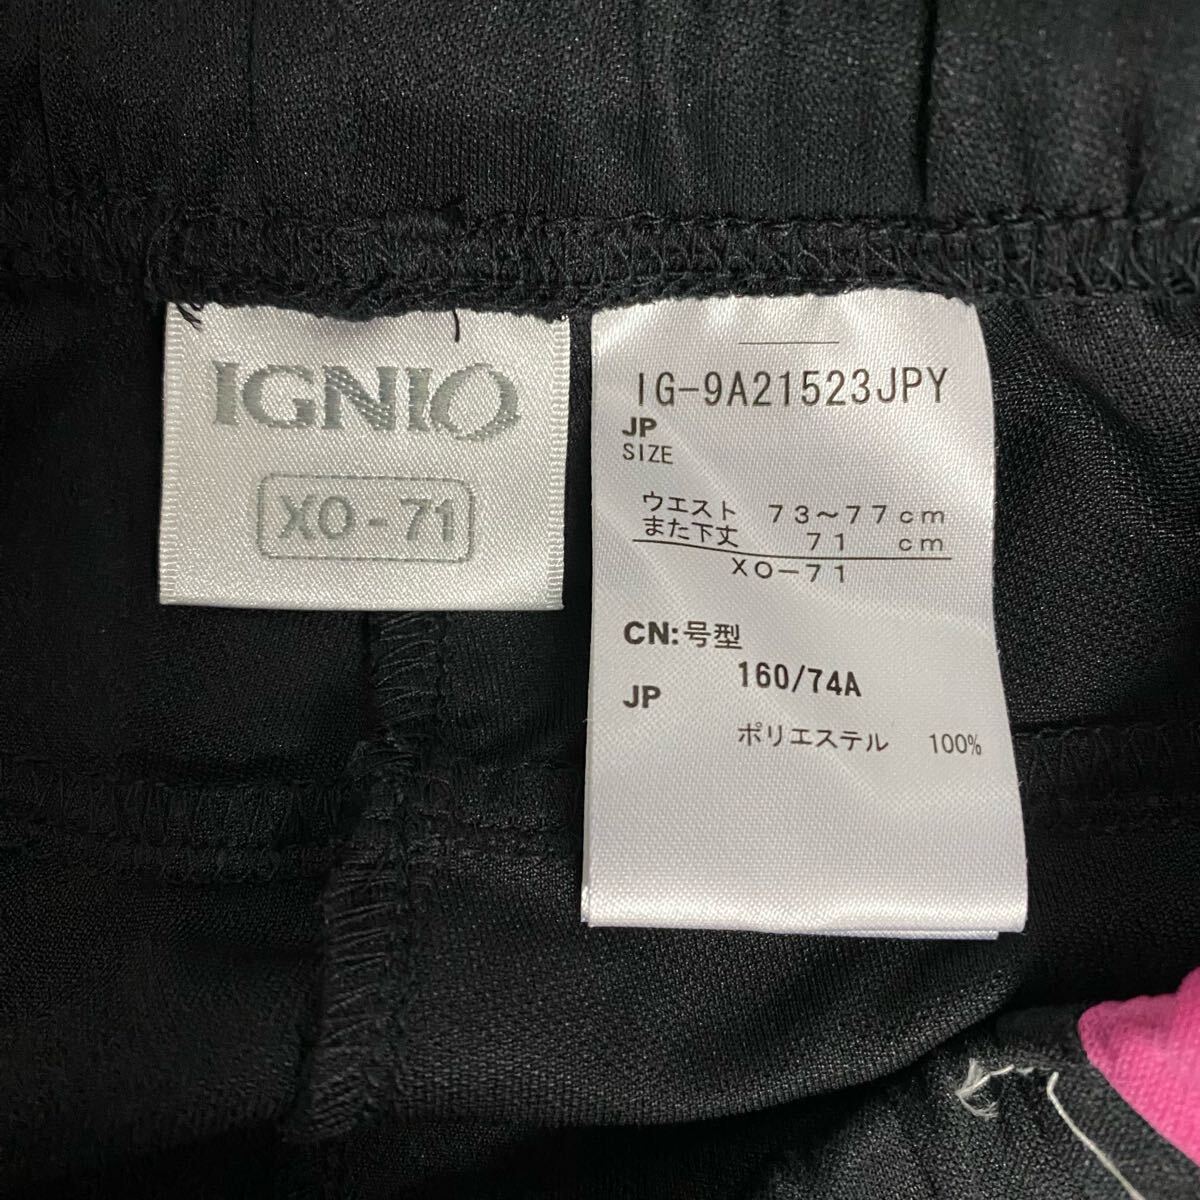 IGNIO
XO - 71
IG-9A21523JPY
JP
SIZE
ウエスト 73～77cm
また下丈 71 cm
XO-71
CN:号型
160/74A
JP
ポリエステル 100%